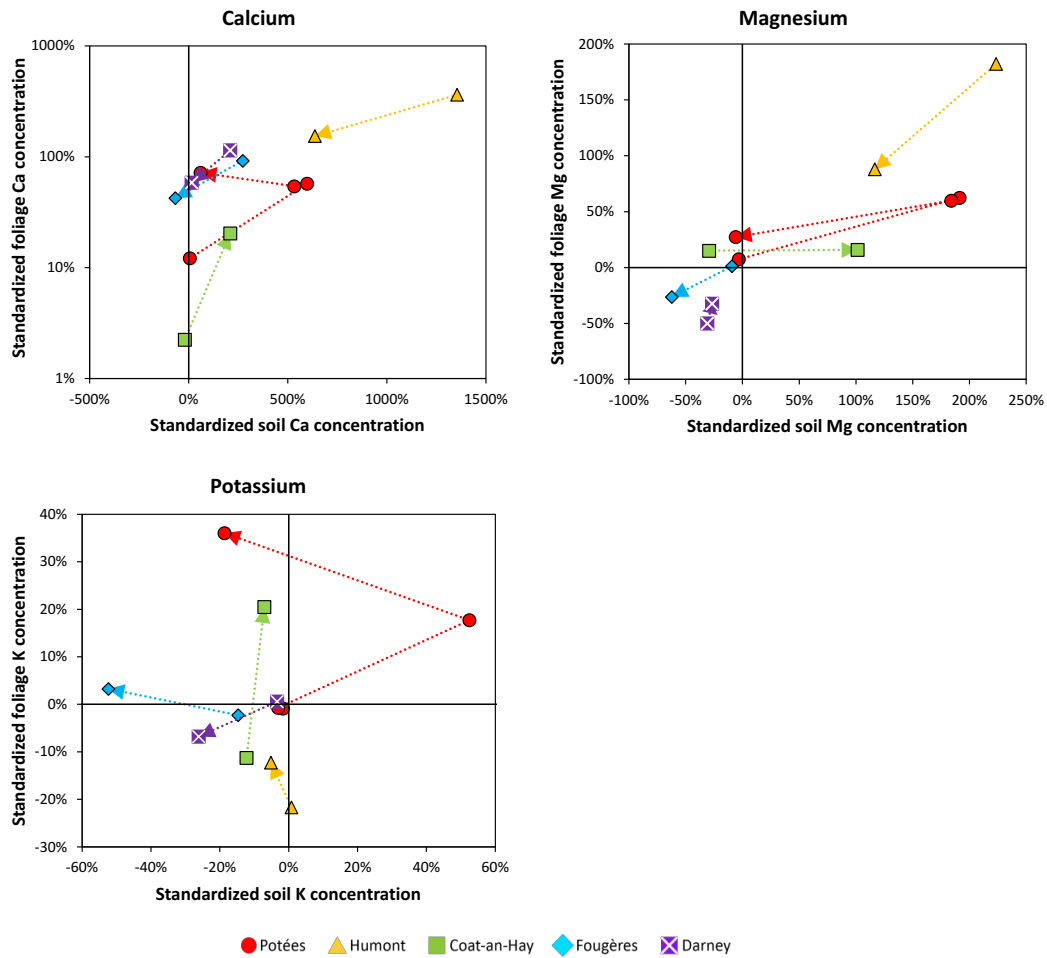 Calcium
Standardized foliage Ca concentration
1000%
100%
10%
1%
-500% 0% 500% 1000% 1500%
Standardized soil Ca concentration
Magnesium
Standardized foliage Mg concentration
200%
150%
100%
50%
0%
-50%
-100%
-100% -50% 0% 50% 100% 150% 200% 250%
Standardized soil Mg concentration
Potassium
Standardized foliage K concentration
40%
30%
20%
10%
0%
-10%
-20%
-30%
-60% -40% -20% 0% 20% 40% 60%
Standardized soil K concentration
Potées Humont Coat-an-Hay Fougères Darney